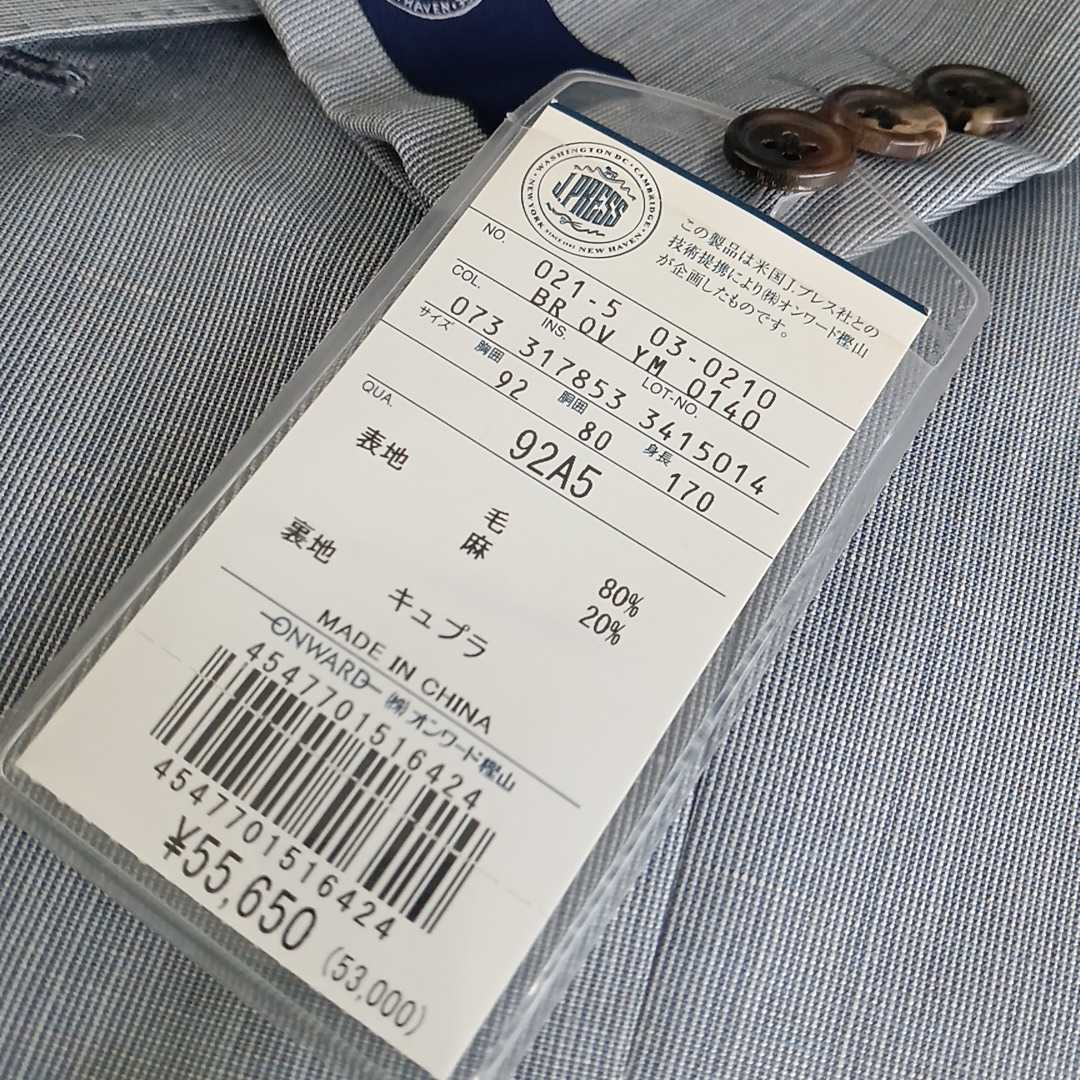 HAVEN
WASHINGTON DC • CAMBRIDGE • NEW YORK • NEW HAVEN
J.PRESS
SINCE 1902
この製品は米国J.プレス社との
技術提携により㈱オンワード樫山
が企画したものです。
NO. 021-5 03-0210
BR OV YM 0140
COL. INS. LOT-NO.
073 317853 3415014
サイズ 胸囲 胴囲 身長
92 80 170
92A5
QUA.
表地 毛 80%
麻 20%
裏地 キュプラ
MADE IN CHINA
ONWARD ㈱オンワード樫山
4547701516424
4547701516424
¥55,650 (53,000)